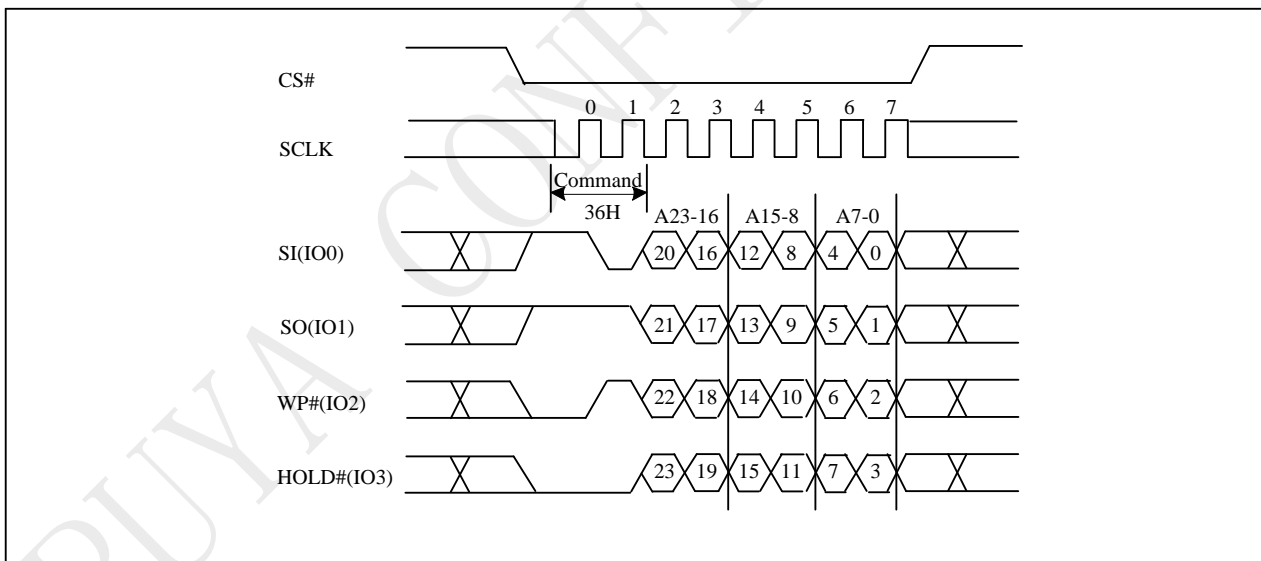 PUYA CONF
CS#
0 1 2 3 4 5 6 7
SCLK
Command
36H
A23-16 A15-8 A7-0
SI(IO0) 20 16 12 8 4 0
SO(IO1) 21 17 13 9 5 1
WP#(IO2) 22 18 14 10 6 2
HOLD#(IO3) 23 19 15 11 7 3